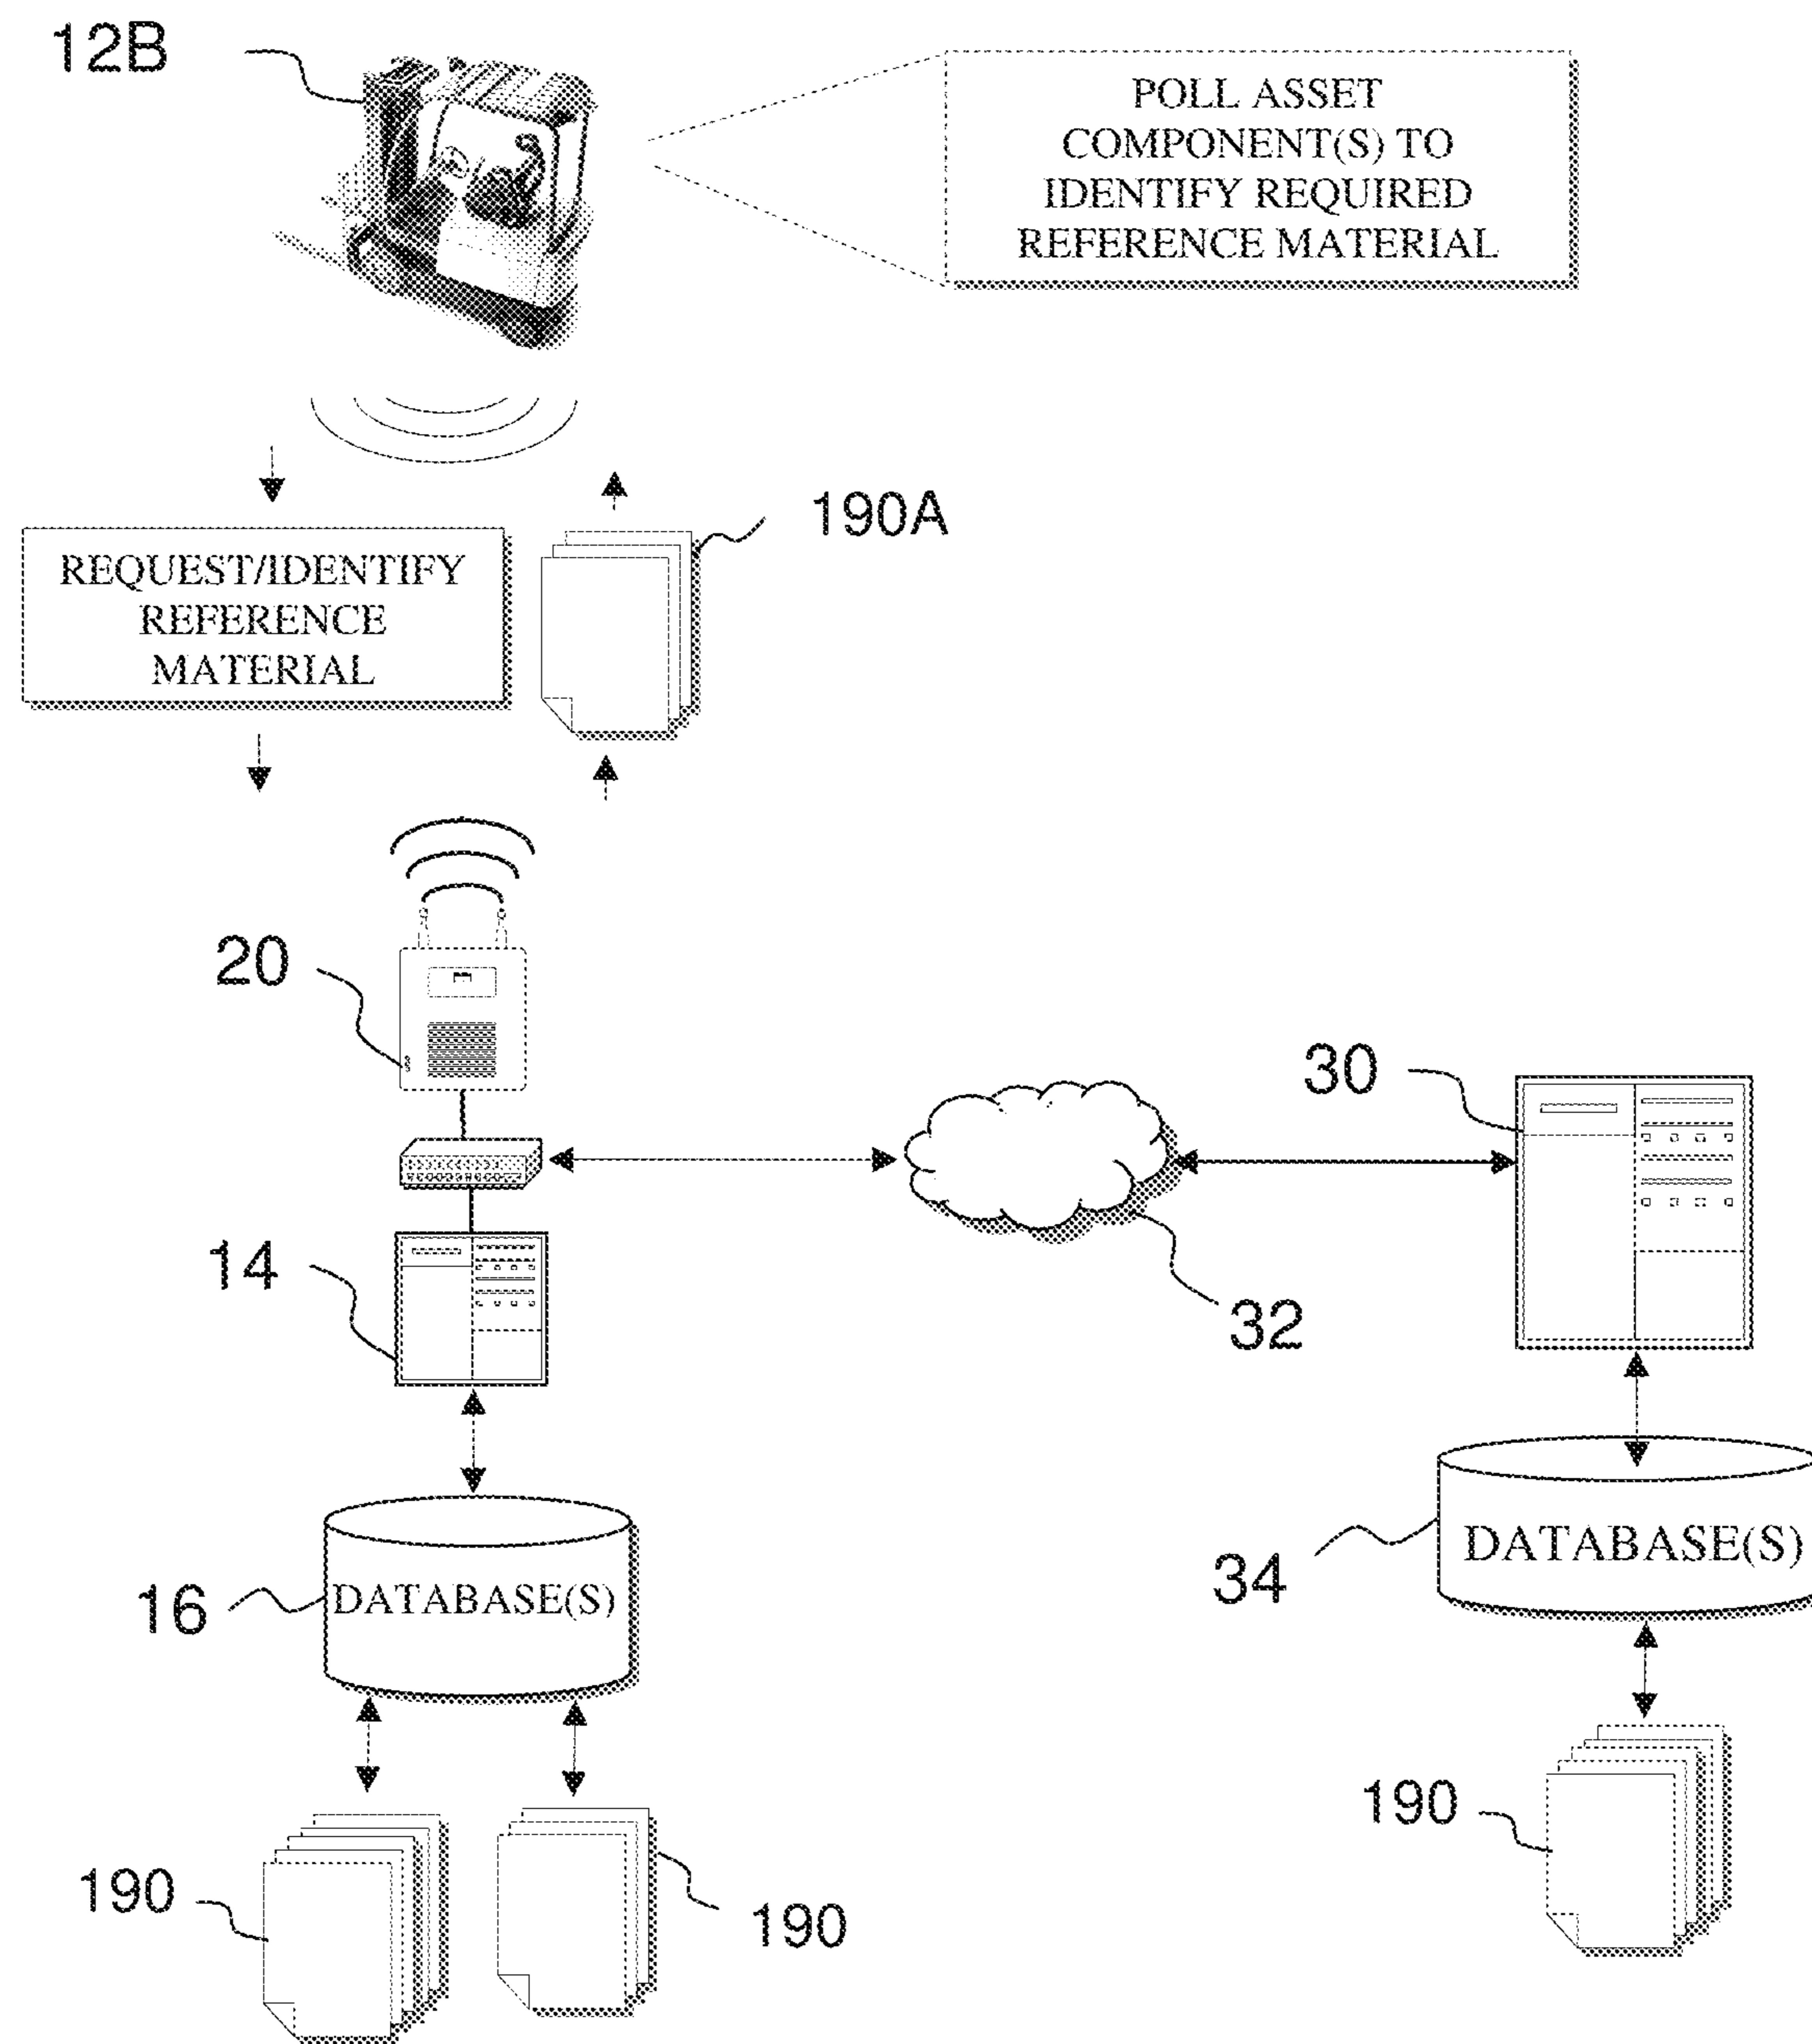 12B
POLL ASSET
COMPONENT(S) TO
IDENTIFY REQUIRED
REFERENCE MATERIAL
190A
REQUEST/IDENTIFY
REFERENCE
MATERIAL
20
30
14
32
DATABASE(S)
34
16
DATABASE(S)
190
190
190